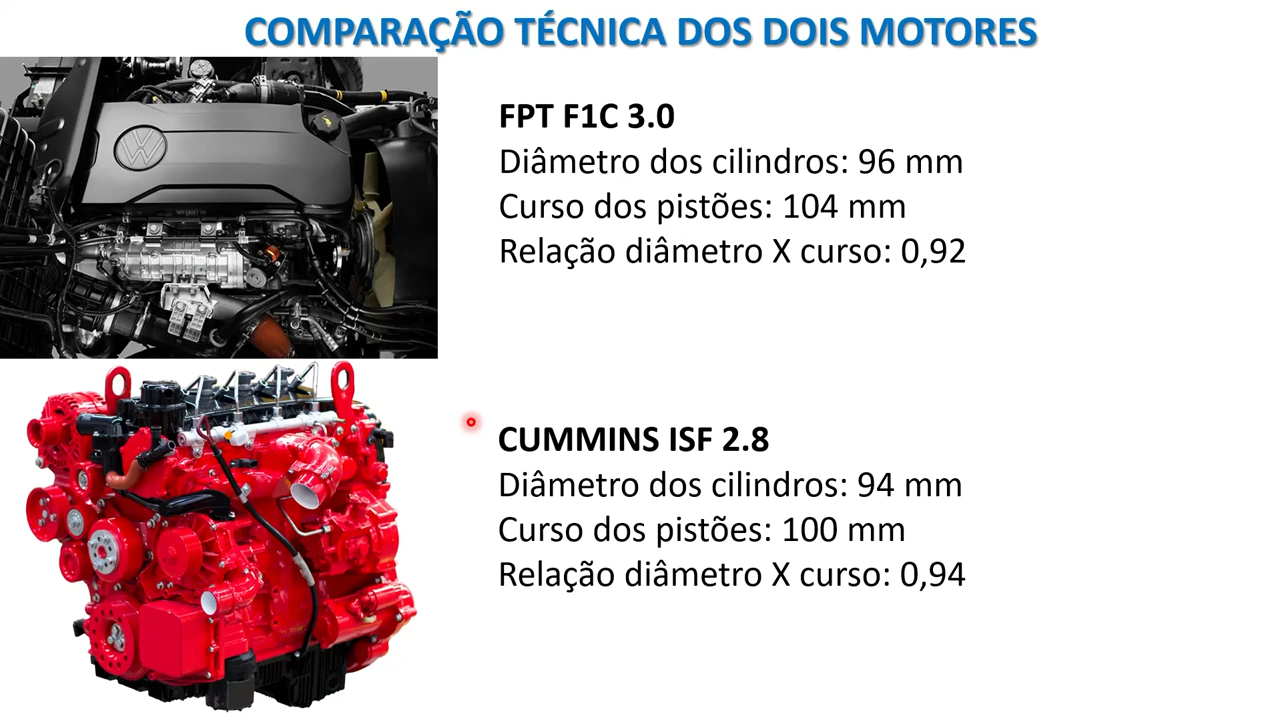 COMPARAÇÃO TÉCNICA DOS DOIS MOTORES
FPT F1C 3.0
Diâmetro dos cilindros: 96 mm
Curso dos pistões: 104 mm
Relação diâmetro X curso: 0,92
CUMMINS ISF 2.8
Diâmetro dos cilindros: 94 mm
Curso dos pistões: 100 mm
Relação diâmetro X curso: 0,94